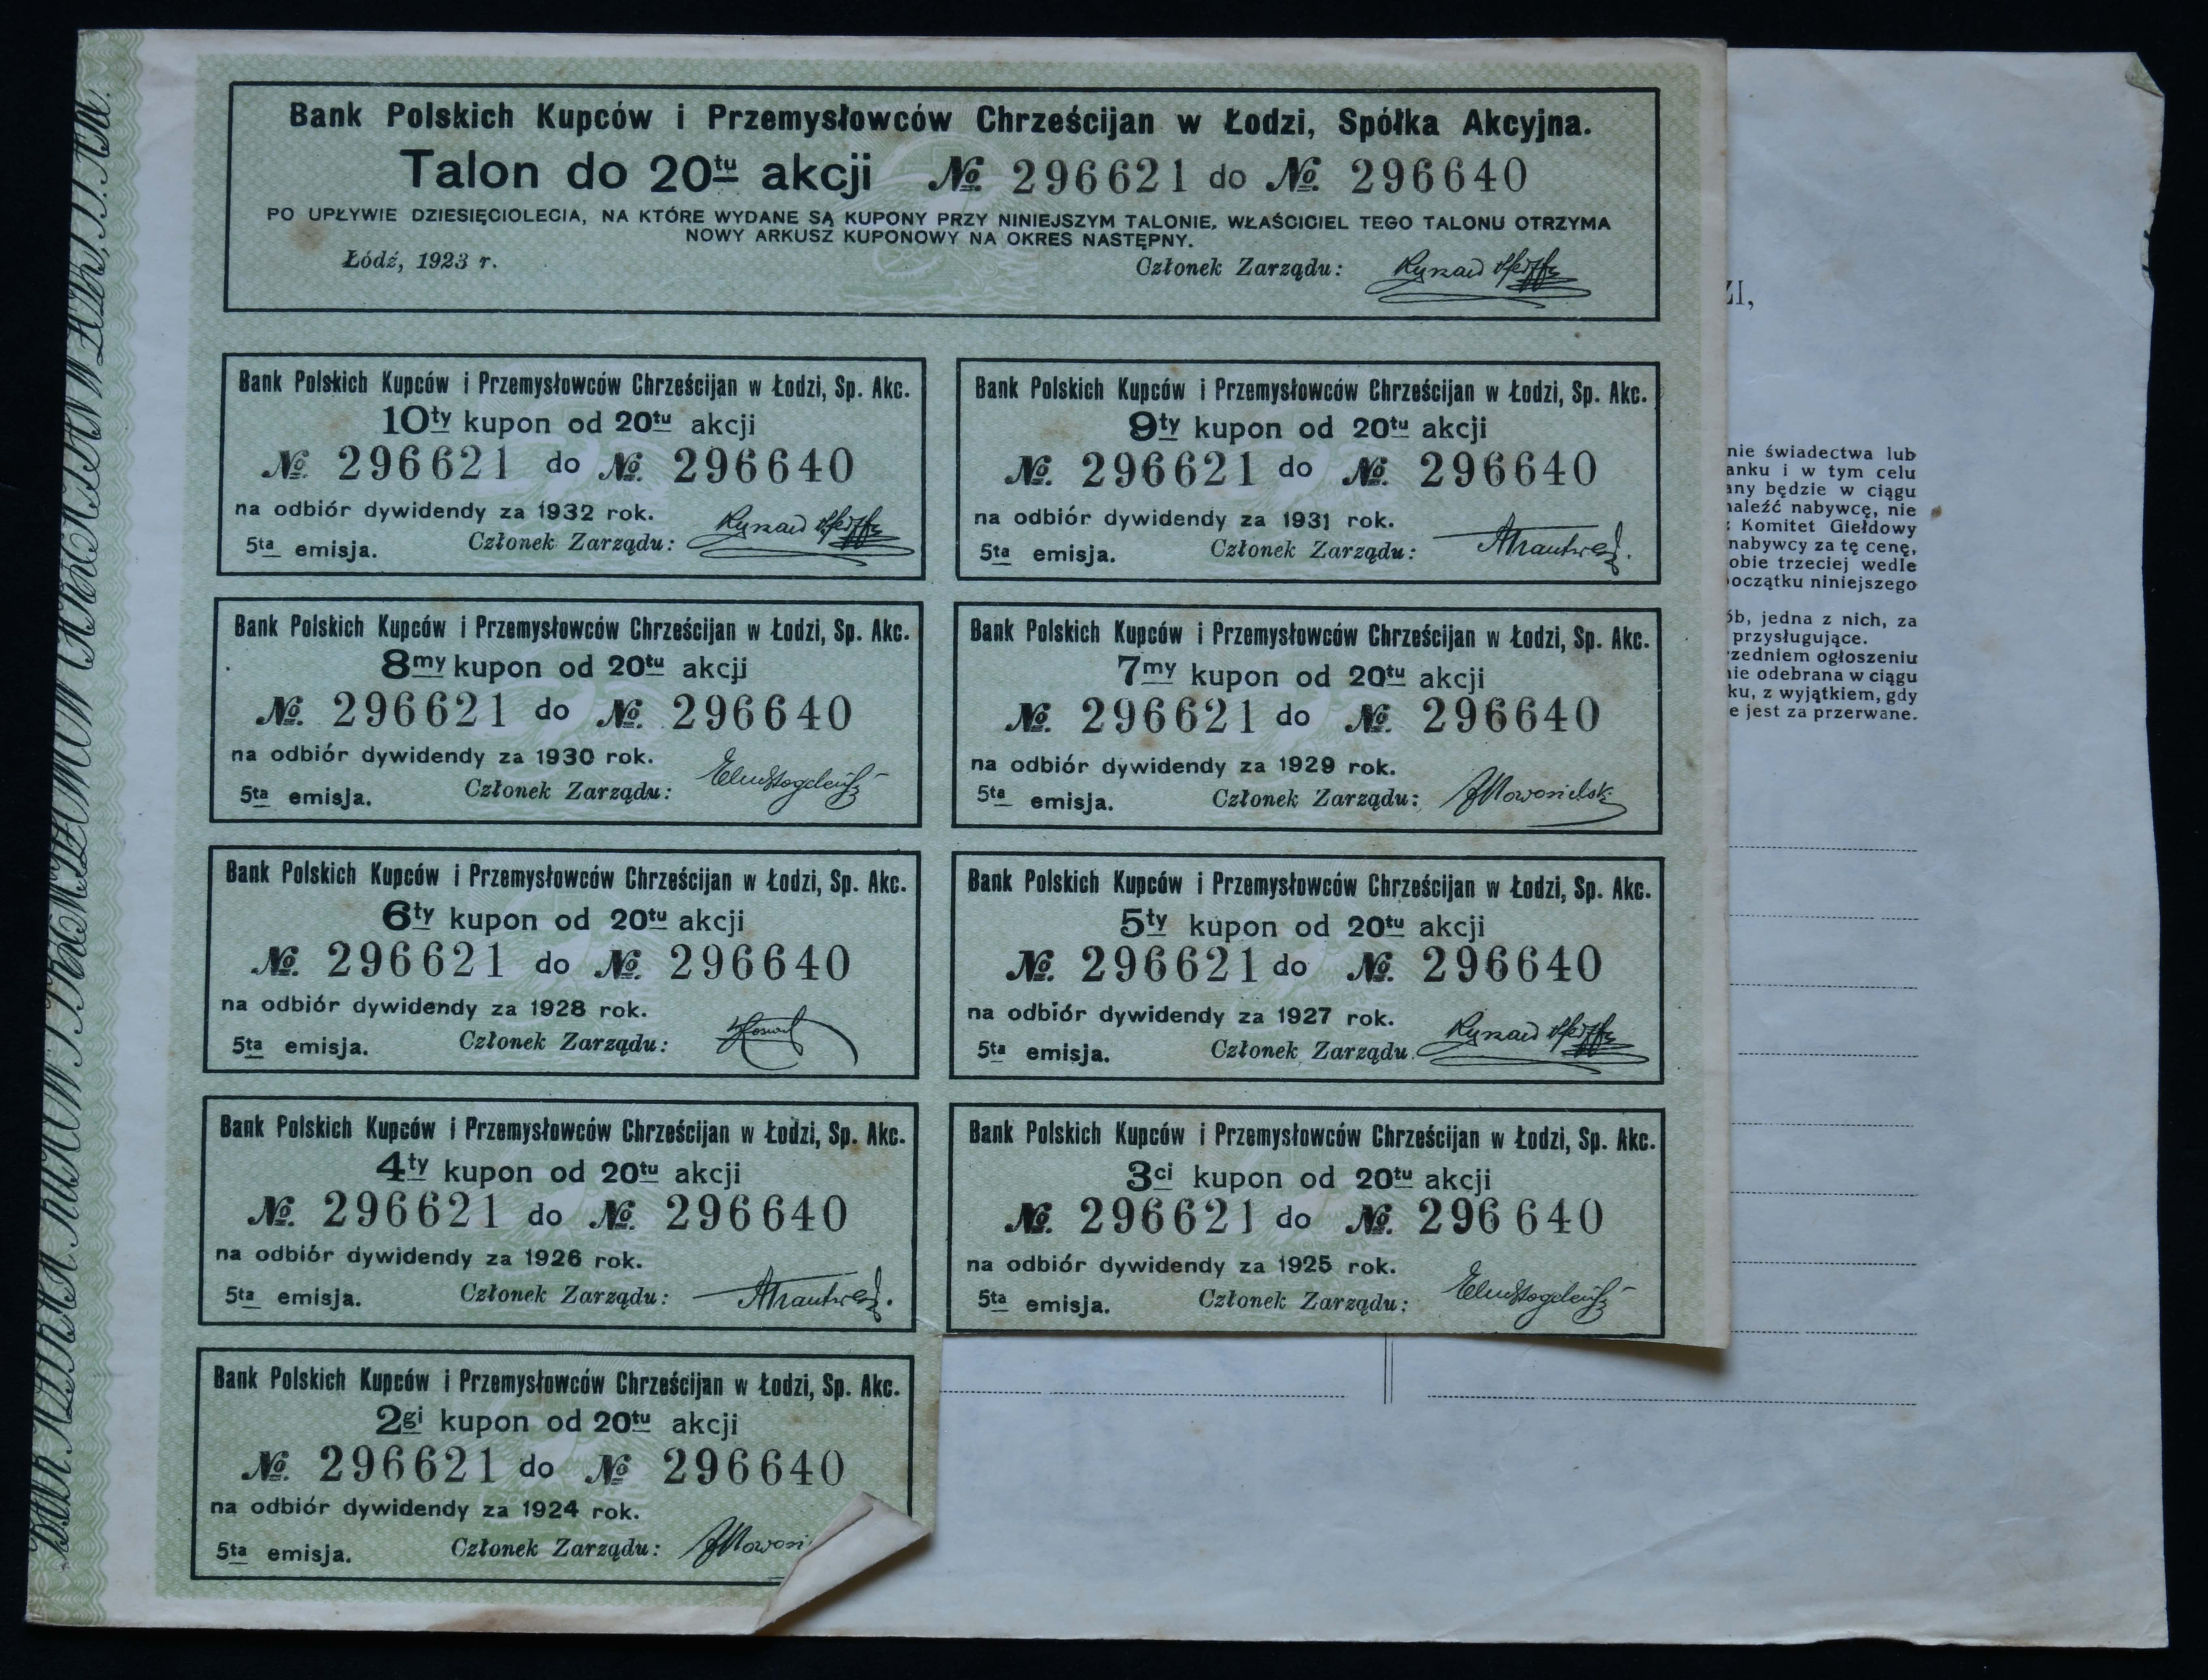 Bank Polskich Kupców i Przemysłowców Chrześcijan w Łodzi, Spółka Akcyjna.
Talon do 20tu akcji № 296621 do № 296640
PO UPŁYWIE DZIESIĘCIOLECIA, NA KTÓRE WYDANE SĄ KUPONY PRZY NINIEJSZYM TALONIE, WŁAŚCICIEL TEGO TALONU OTRZYMA
NOWY ARKUSZ KUPONOWY NA OKRES NASTĘPNY.
Łódź, 1923 r. Członek Zarządu:
Bank Polskich Kupców i Przemysłowców Chrześcijan w Łodzi, Sp. Akc.
10ty kupon od 20tu akcji
№ 296621 do № 296640
na odbiór dywidendy za 1932 rok.
5ta emisja. Członek Zarządu:
Bank Polskich Kupców i Przemysłowców Chrześcijan w Łodzi, Sp. Akc.
9ty kupon od 20tu akcji
№ 296621 do № 296640
na odbiór dywidendy za 1931 rok.
5ta emisja. Członek Zarządu:
Bank Polskich Kupców i Przemysłowców Chrześcijan w Łodzi, Sp. Akc.
8my kupon od 20tu akcji
№ 296621 do № 296640
na odbiór dywidendy za 1930 rok.
5ta emisja. Członek Zarządu:
Bank Polskich Kupców i Przemysłowców Chrześcijan w Łodzi, Sp. Akc.
7my kupon od 20tu akcji
№ 296621 do № 296640
na odbiór dywidendy za 1929 rok.
5ta emisja. Członek Zarządu:
Bank Polskich Kupców i Przemysłowców Chrześcijan w Łodzi, Sp. Akc.
6ty kupon od 20tu akcji
№ 296621 do № 296640
na odbiór dywidendy za 1928 rok.
5ta emisja. Członek Zarządu:
Bank Polskich Kupców i Przemysłowców Chrześcijan w Łodzi, Sp. Akc.
5ty kupon od 20tu akcji
№ 296621 do № 296640
na odbiór dywidendy za 1927 rok.
5ta emisja. Członek Zarządu
Bank Polskich Kupców i Przemysłowców Chrześcijan w Łodzi, Sp. Akc.
4ty kupon od 20tu akcji
№ 296621 do № 296640
na odbiór dywidendy za 1926 rok.
5ta emisja. Członek Zarządu:
Bank Polskich Kupców i Przemysłowców Chrześcijan w Łodzi, Sp. Akc.
3ci kupon od 20tu akcji
№ 296621 do № 296640
na odbiór dywidendy za 1925 rok.
5ta emisja. Członek Zarządu:
Bank Polskich Kupców i Przemysłowców Chrześcijan w Łodzi, Sp. Akc.
2gi kupon od 20tu akcji
№ 296621 do № 296640
na odbiór dywidendy za 1924 rok.
5ta emisja. Członek Zarządu:
ZI,
nie świadectwa lub
anku i w tym celu
any będzie w ciągu
naleźć nabywcę, nie
Komitet Giełdowy
nabywcy za tę cenę,
obie trzeciej wedle
oczątku niniejszego
ób, jedna z nich, za
przysługujące.
zedniem ogłoszeniu
nie odebrana w ciągu
ku, z wyjątkiem, gdy
e jest za przerwane.